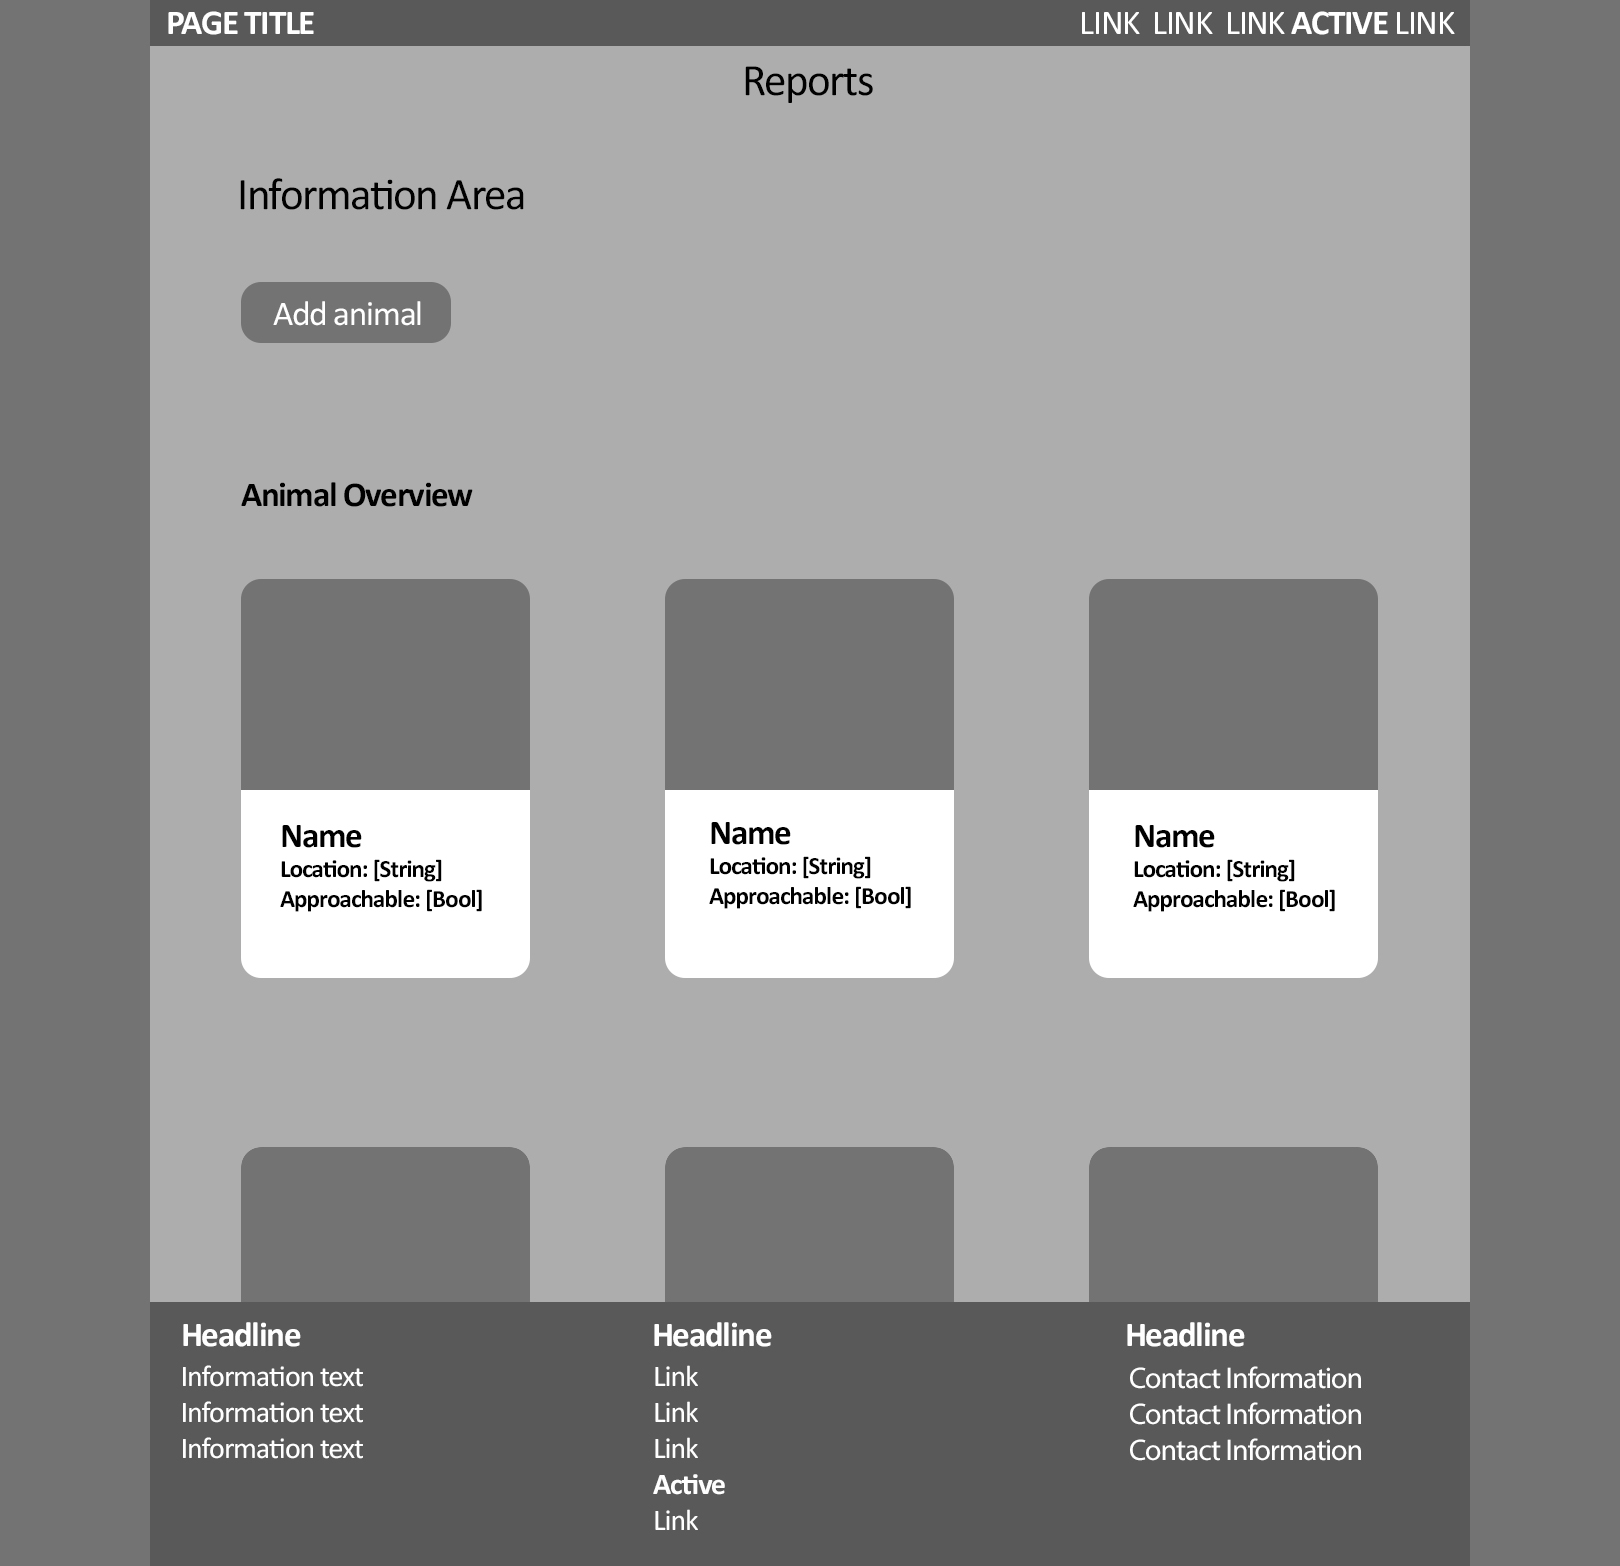 PAGE TITLE
LINK LINK LINK ACTIVE LINK
Reports
Information Area
Add animal
Animal Overview
Name
Location: [String]
Approachable: [Bool]
Name
Location: [String]
Approachable: [Bool]
Name
Location: [String]
Approachable: [Bool]
Headline
Information text
Information text
Information text
Headline
Link
Link
Link
Active
Link
Headline
Contact Information
Contact Information
Contact Information